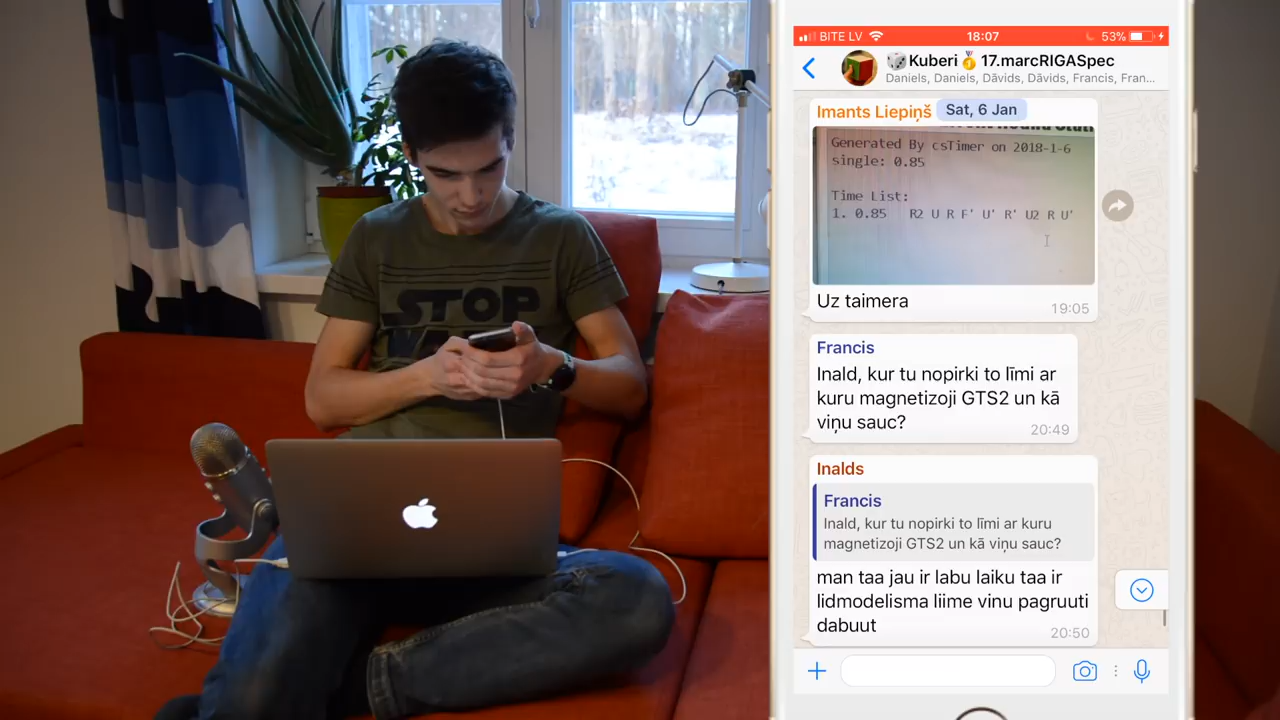 STOP
BITE LV
18:07
53%
🎲Kuberi🥇17.marcRIGASpec
Daniels, Daniels, Dāvids, Dāvids, Francis, Fran...
Sat, 6 Jan
Imants Liepiņš
Generated By csTimer on 2018-1-6
single: 0.85
Time List:
1. 0.85 R2 U R F' U' R' U2 R U'
Uz taimera
19:05
Francis
Inald, kur tu nopirki to līmi ar
kuru magnetizoji GTS2 un kā
viņu sauc?
20:49
Inalds
Francis
Inald, kur tu nopirki to līmi ar kuru
magnetizoji GTS2 un kā viņu sauc?
man taa jau ir labu laiku taa ir
lidmodelisma liime vinu pagruuti
dabuut
20:50